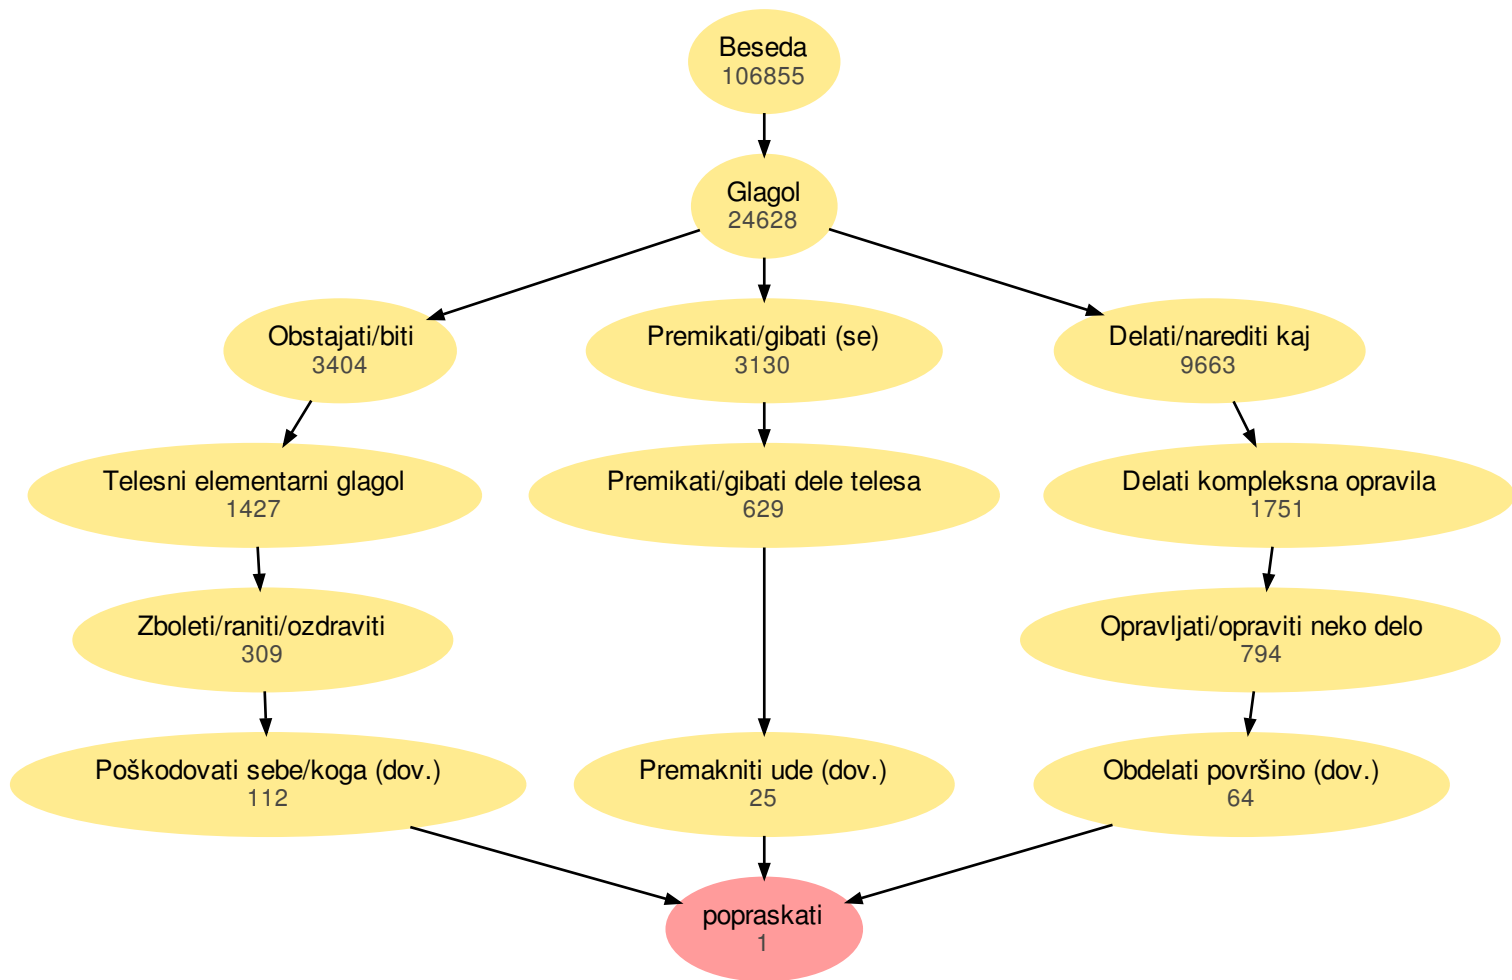 Beseda
106855
Glagol
24628
Obstajati/biti
3404
Premikati/gibati (se)
3130
Delati/narediti kaj
9663
Telesni elementarni glagol
1427
Premikati/gibati dele telesa
629
Delati kompleksna opravila
1751
Zboleti/raniti/ozdraviti
309
Opravljati/opraviti neko delo
794
Poškodovati sebe/koga (dov.)
112
Premakniti ude (dov.)
25
Obdelati površino (dov.)
64
popraskati
1